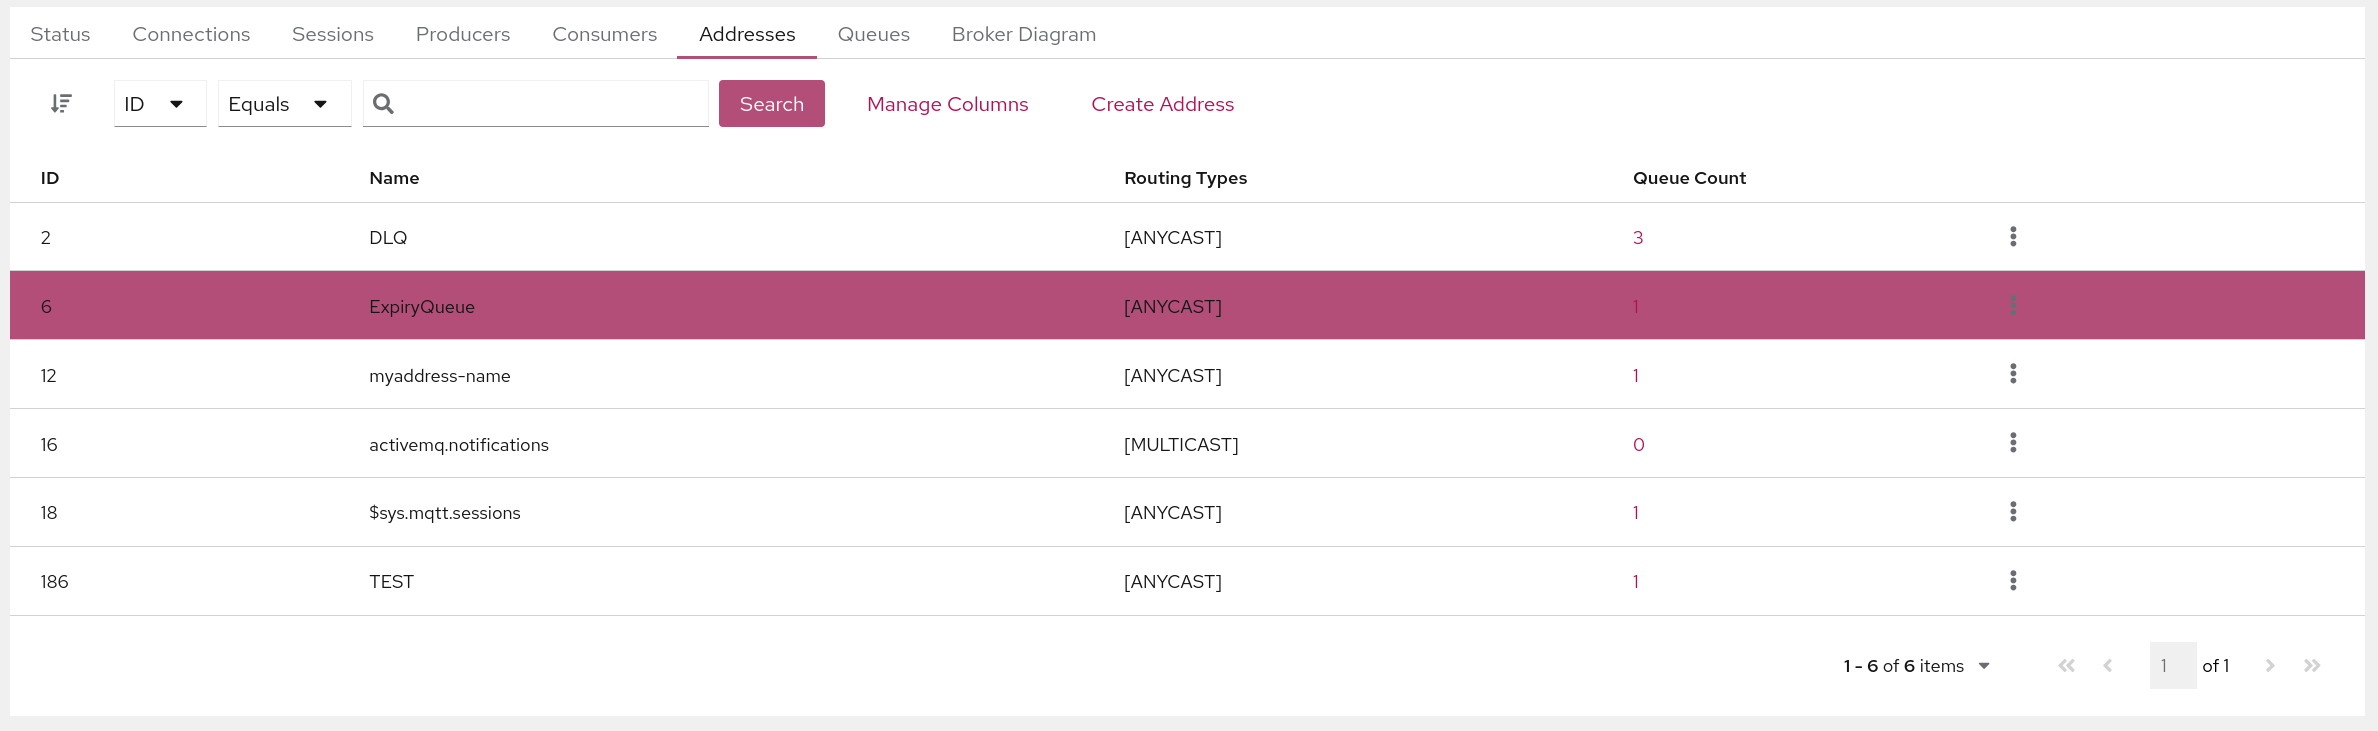 Status Connections Sessions Producers Consumers Addresses Queues Broker Diagram
ID Equals Search Manage Columns Create Address
ID Name Routing Types Queue Count
2 DLQ [ANYCAST] 3
6 ExpiryQueue [ANYCAST] 1
12 myaddress-name [ANYCAST] 1
16 activemq.notifications [MULTICAST] 0
18 $sys.mqtt.sessions [ANYCAST] 1
186 TEST [ANYCAST] 1
1 - 6 of 6 items 1 of 1